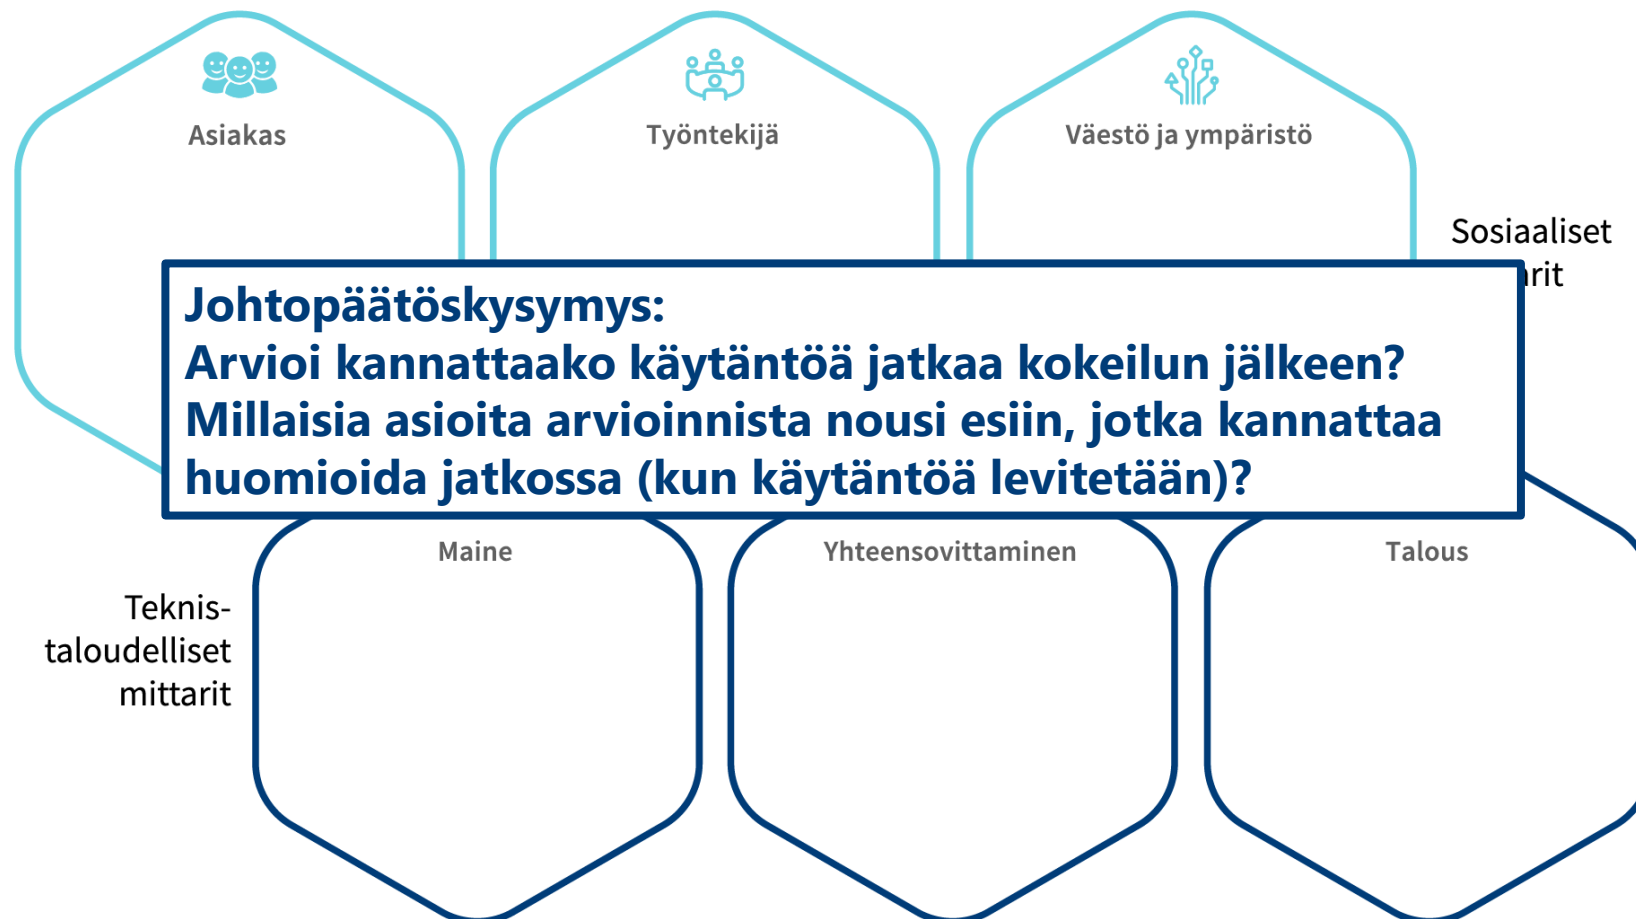 Asiakas
Työntekijä
Väestö ja ympäristö
Sosiaaliset
Johtopäätöskysymys:
Arvioi kannattaako käytäntöä jatkaa kokeilun jälkeen?
Millaisia asioita arvioinnista nousi esiin, jotka kannattaa
huomioida jatkossa (kun käytäntöä levitetään)?
Maine
Yhteensovittaminen
Talous
Teknis-
taloudelliset
mittarit